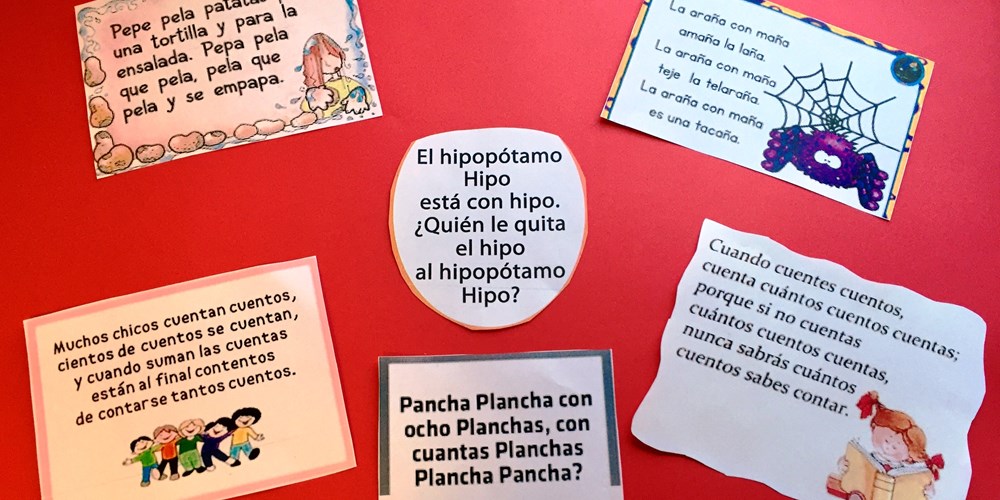 Pepe pela patatas
una tortilla y para la
ensalada. Pepa pela
que pela, pela que
pela y se empapa.
La araña con maña
amaña la laña.
La araña con maña
teje la telaraña.
La araña con maña
es una tacaña.
El hipopótamo
Hipo
está con hipo.
¿Quién le quita
el hipo
al hipopótamo
Hipo?
Muchos chicos cuentan cuentos,
cientos de cuentos se cuentan,
y cuando suman las cuentas
están al final contentos
de contarse tantos cuentos.
Pancha Plancha con
ocho Planchas, con
cuantas Planchas
Plancha Pancha?
Cuando cuentes cuentos,
cuenta cuántos cuentos cuentas;
porque si no cuentas
cuántos cuentos cuentas,
nunca sabrás cuántos
cuentos sabes contar.